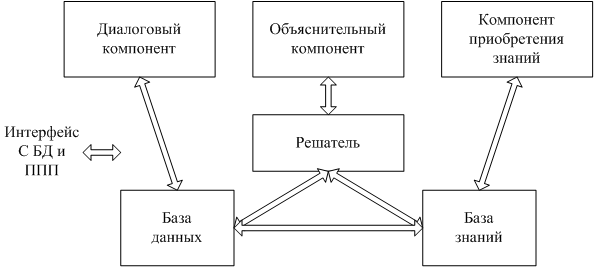 Диалоговый
компонент
Объяснительный
компонент
Компонент
приобретения
знаний
Интерфейс
С БД и
ППП
Решатель
База
данных
База
знаний